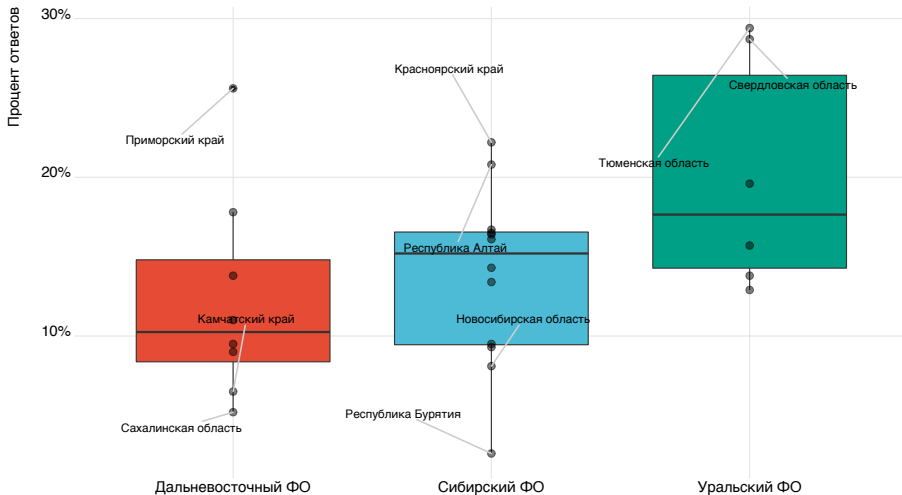 Процент ответов
30%
20%
10%
Красноярский край
Свердловская область
Приморский край
Тюменская область
Республика Алтай
Камчатский край
Новосибирская область
Республика Бурятия
Сахалинская область
Дальневосточный ФО
Сибирский ФО
Уральский ФО